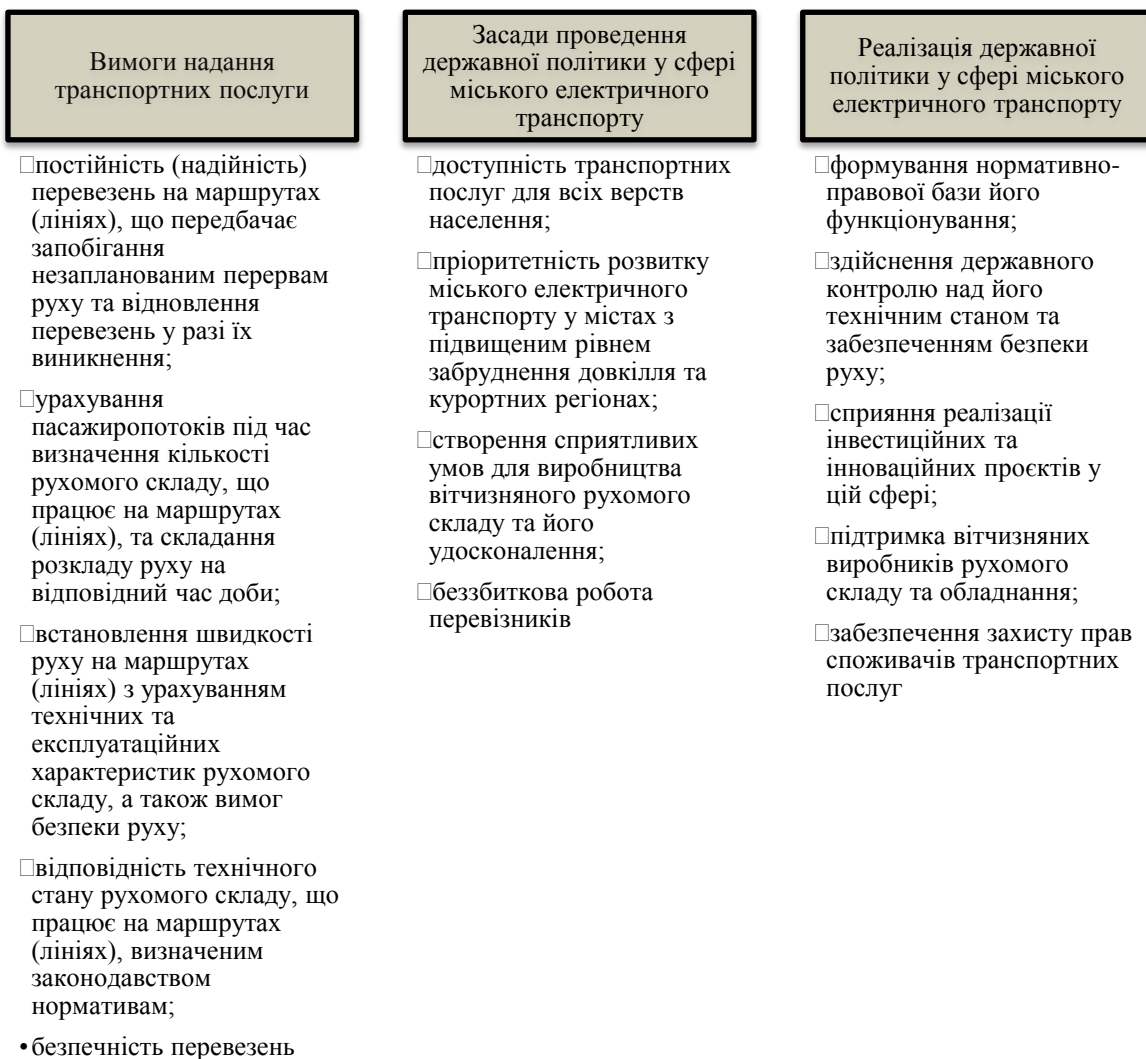 Вимоги надання
транспортних послуги
□постійність (надійність)
перевезень на маршрутах
(лініях), що передбачає
запобігання
незапланованим перервам
руху та відновлення
перевезень у разі їх
виникнення;
□урахування
пасажиропотоків під час
визначення кількості
рухомого складу, що
працює на маршрутах
(лініях), та складання
розкладу руху на
відповідний час доби;
□встановлення швидкості
руху на маршрутах
(лініях) з урахуванням
технічних та
експлуатаційних
характеристик рухомого
складу, а також вимог
безпеки руху;
□відповідність технічного
стану рухомого складу, що
працює на маршрутах
(лініях), визначеним
законодавством
нормативам;
•безпечність перевезень
Засади проведення
державної політики у сфері
міського електричного
транспорту
□доступність транспортних
послуг для всіх верств
населення;
□пріоритетність розвитку
міського електричного
транспорту у містах з
підвищеним рівнем
забруднення довкілля та
курортних регіонах;
□створення сприятливих
умов для виробництва
вітчизняного рухомого
складу та його
удосконалення;
□беззбиткова робота
перевізників
Реалізація державної
політики у сфері міського
електричного транспорту
□формування нормативно-
правової бази його
функціонування;
□здійснення державного
контролю над його
технічним станом та
забезпеченням безпеки
руху;
□сприяння реалізації
інвестиційних та
інноваційних проєктів у
цій сфері;
□підтримка вітчизняних
виробників рухомого
складу та обладнання;
□забезпечення захисту прав
споживачів транспортних
послуг